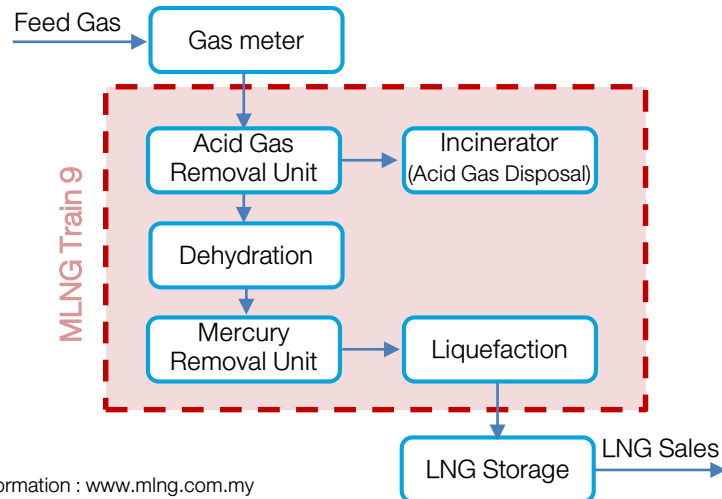 Feed Gas
Gas meter
Acid Gas
Removal Unit
Incinerator
(Acid Gas Disposal)
MLNG Train 9
Dehydration
Mercury
Removal Unit
Liquefaction
LNG Storage
LNG Sales
ormation : www.mlng.com.my